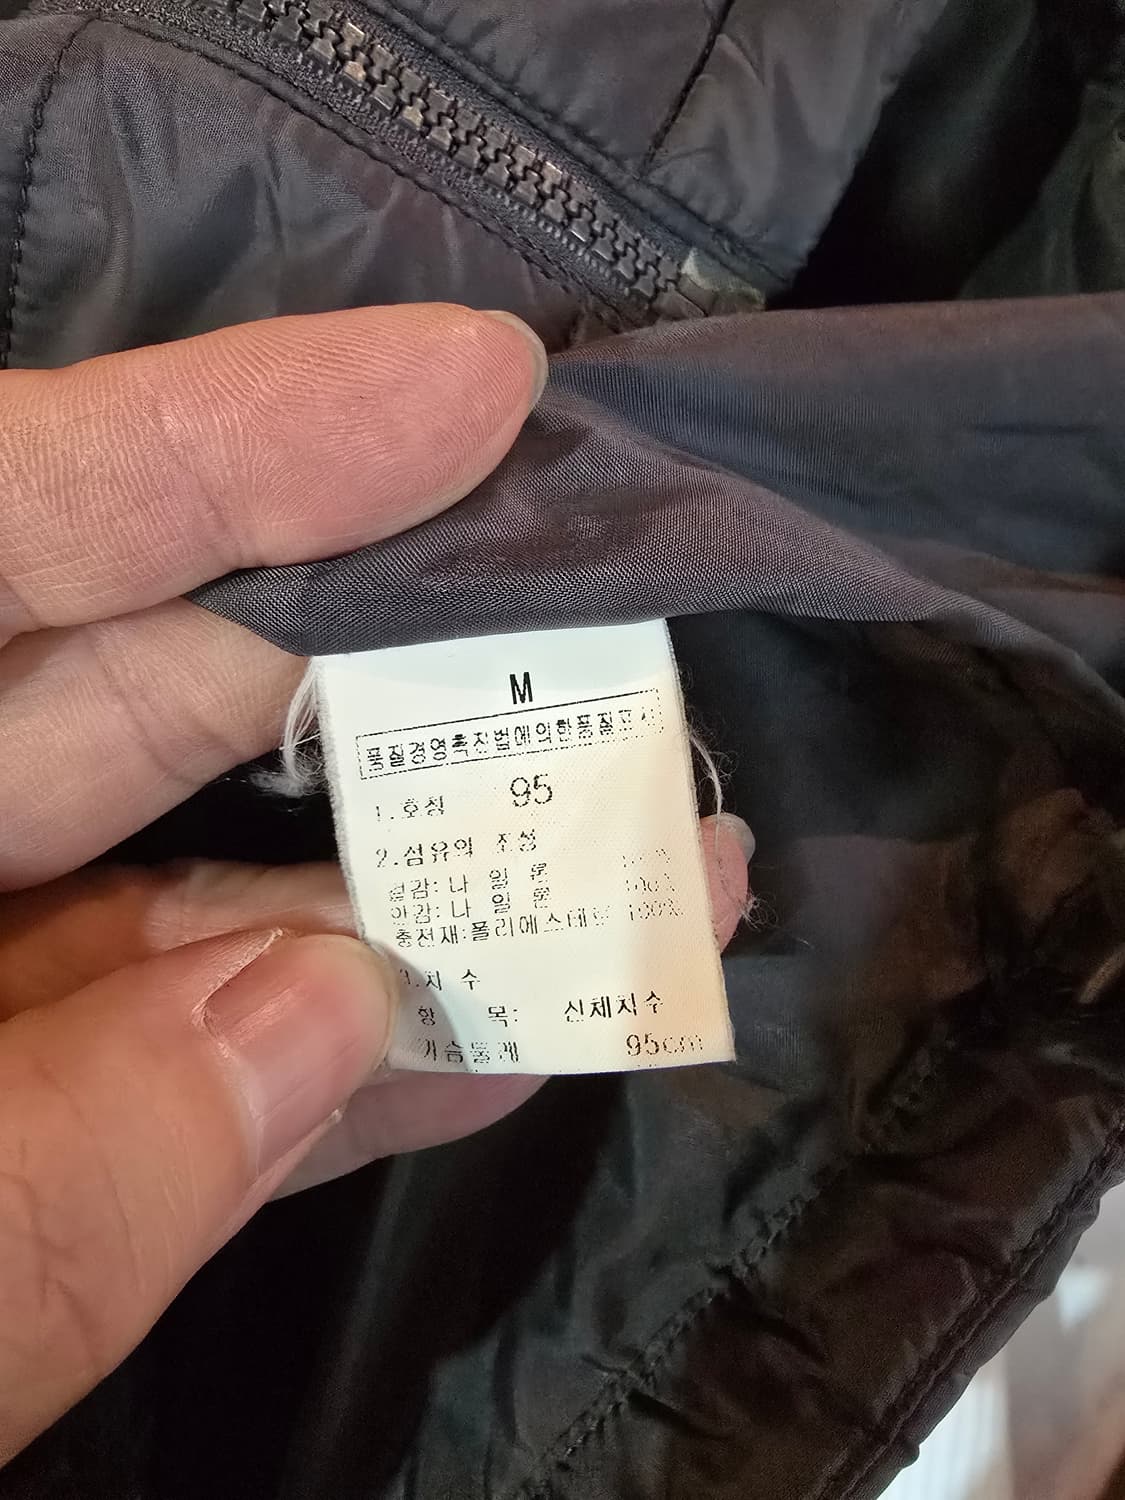 M
품질경영촉진법에의한품질표시
1.호칭 95
2.섬유의 조성
겉감: 나 일 론 100%
안감: 나 일 론 100%
충전재:폴리에스테르 100%
3.치 수
항 목: 신체치수
가슴둘레 95cm